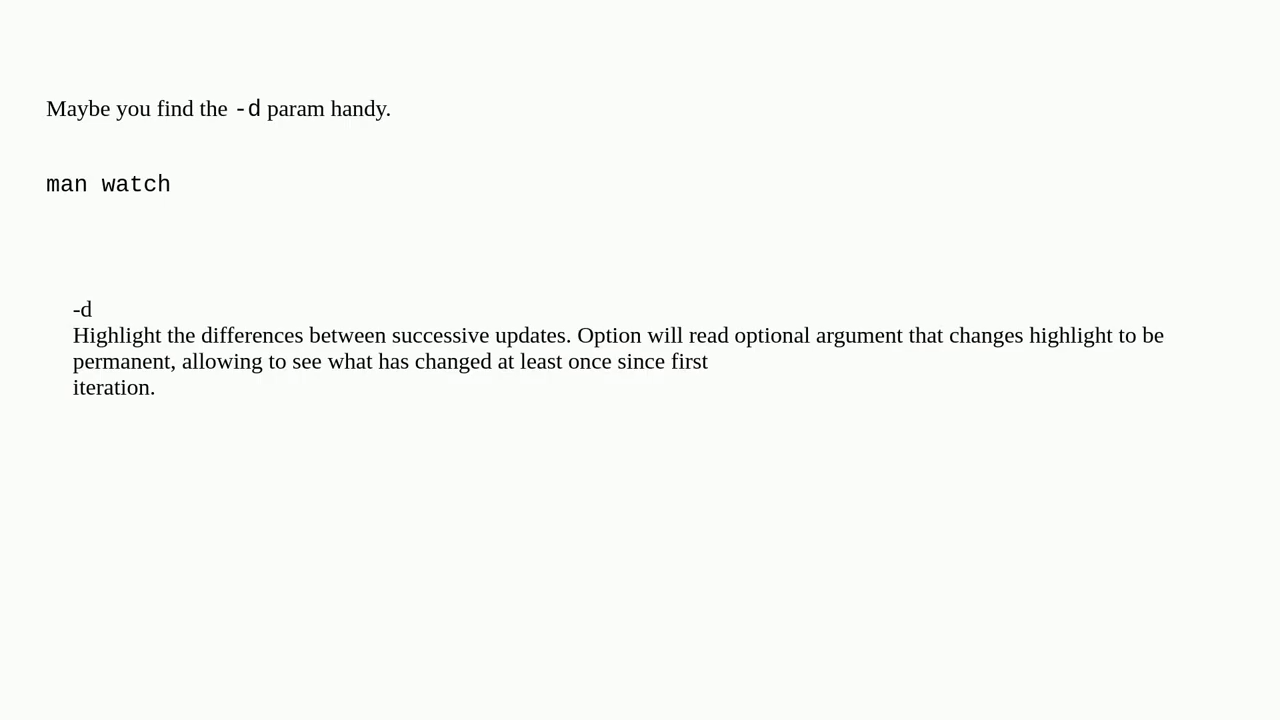 Maybe you find the -d param handy.
man watch
-d
Highlight the differences between successive updates. Option will read optional argument that changes highlight to be
permanent, allowing to see what has changed at least once since first
iteration.